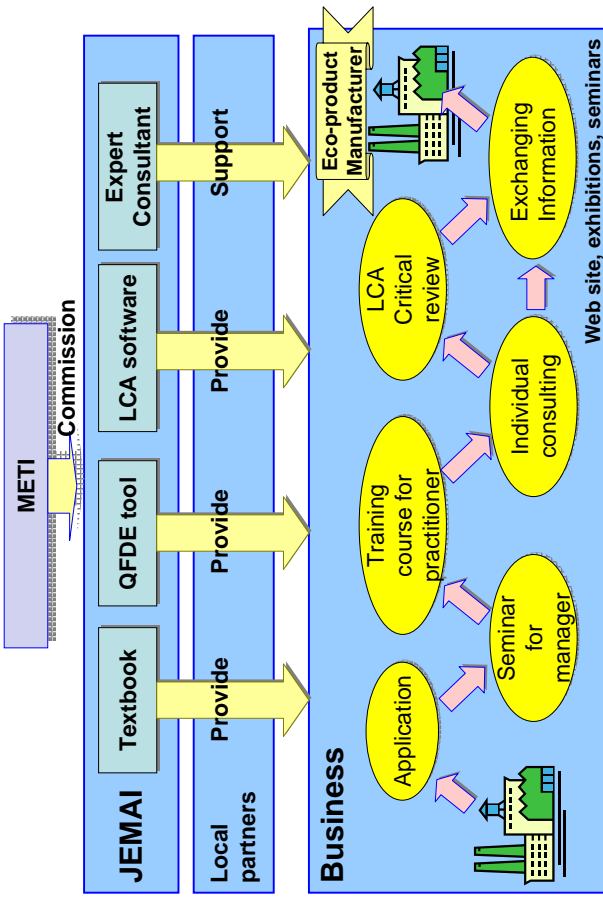 METI
Commission
JEMAI
Textbook
QFDE tool
LCA software
Expert
Consultant
Local
partners
Provide
Provide
Provide
Support
Business
Application
Seminar
for
manager
Training
course for
practitioner
Individual
consulting
LCA
Critical
review
Exchanging
Information
Eco-product
Manufacturer
Web site, exhibitions, seminars